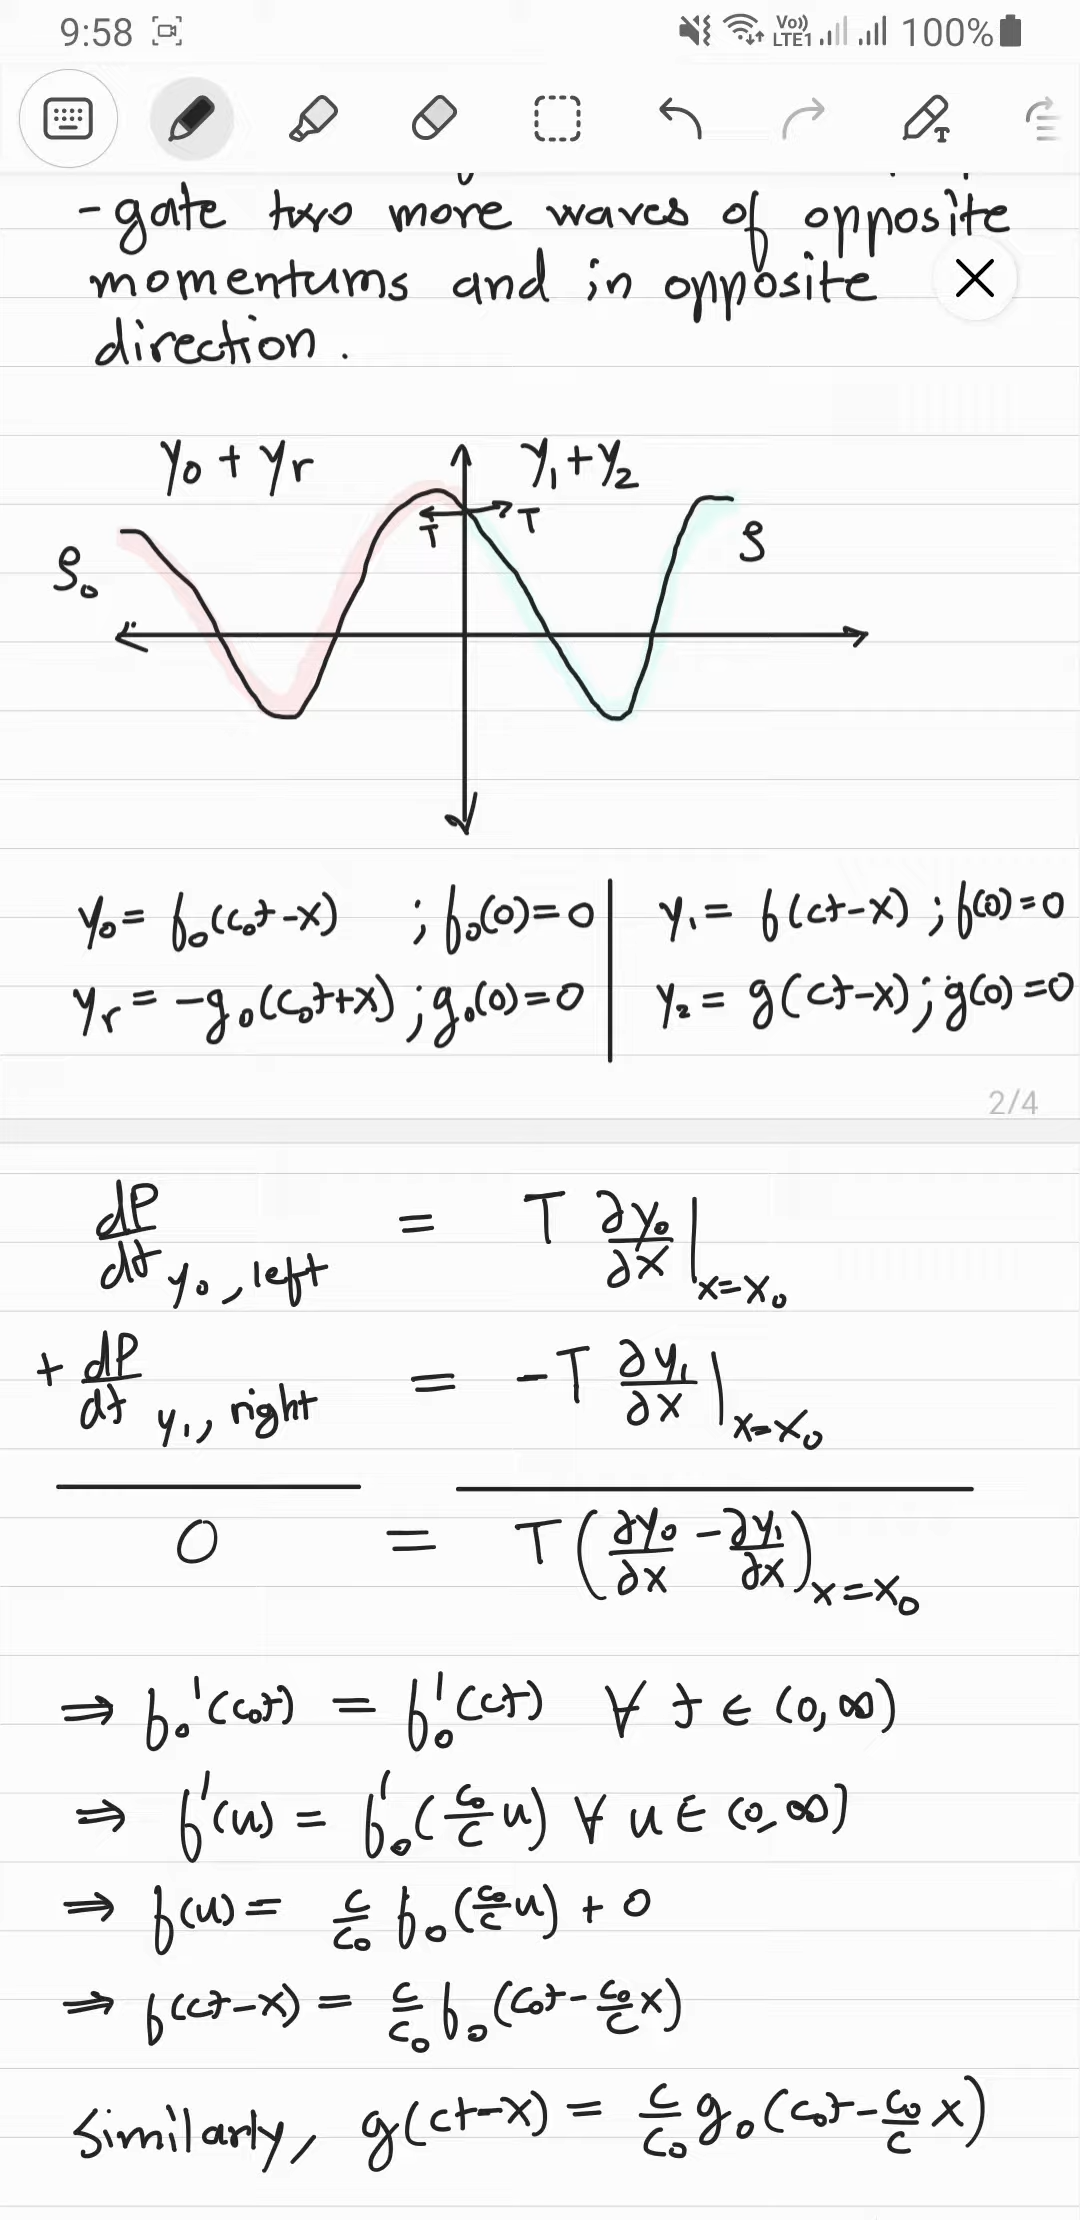 9:58 Vo)) LTE1 100%
T
-gate two more waves of opposite
momentums and in opposite
direction.
y₀ + yᵣ y₁ + y₂
T T
ρ₀ ρ
y₀ = f₀(c₀t-x) ; f₀(0)=0 | y₁ = f(ct-x) ; f(0)=0
yᵣ = -g₀(c₀t+x) ; g₀(0)=0 | y₂ = g(ct-x) ; g(0)=0
2/4
dP/dt y₀, left = T ∂y₀/∂x |x=x₀
+ dP/dt y₁, right = -T ∂y₁/∂x |x=x₀
0 = T(∂y₀/∂x - ∂y₁/∂x)x=x₀
⇒ f₀'(c₀t) = f₀'(ct) ∀ t ∈ (0,∞)
⇒ f'(u) = f₀'(c₀/c u) ∀ u ∈ (0,∞)
⇒ f(u) = c/c₀ f₀(c₀/c u) + 0
⇒ f(ct-x) = c/c₀ f₀(c₀t - c₀/c x)
Similarly, g(ct-x) = c/c₀ g₀(c₀t - c₀/c x)